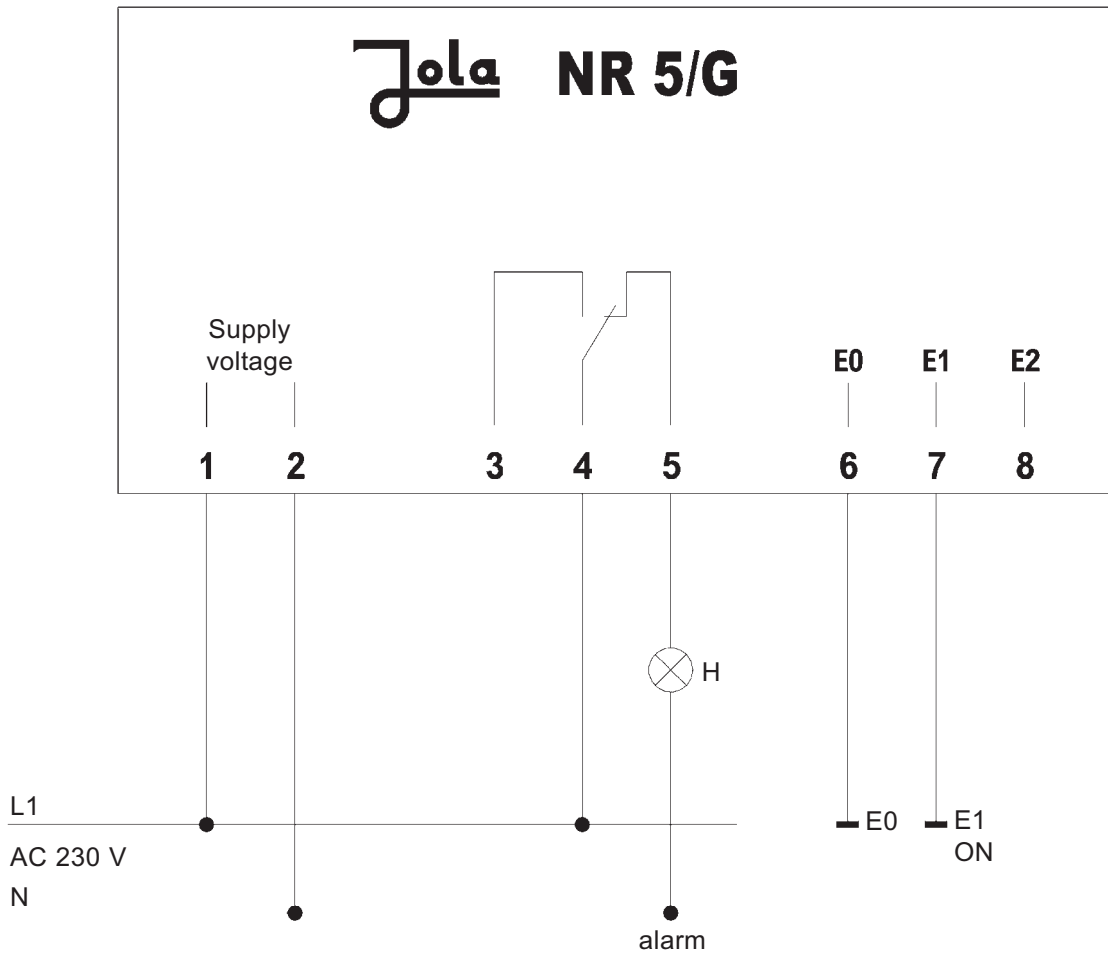 Jola NR 5/G
Supply
voltage
E0 E1 E2
1 2 3 4 5 6 7 8
H
L1
E0 E1
ON
AC 230 V
N
alarm